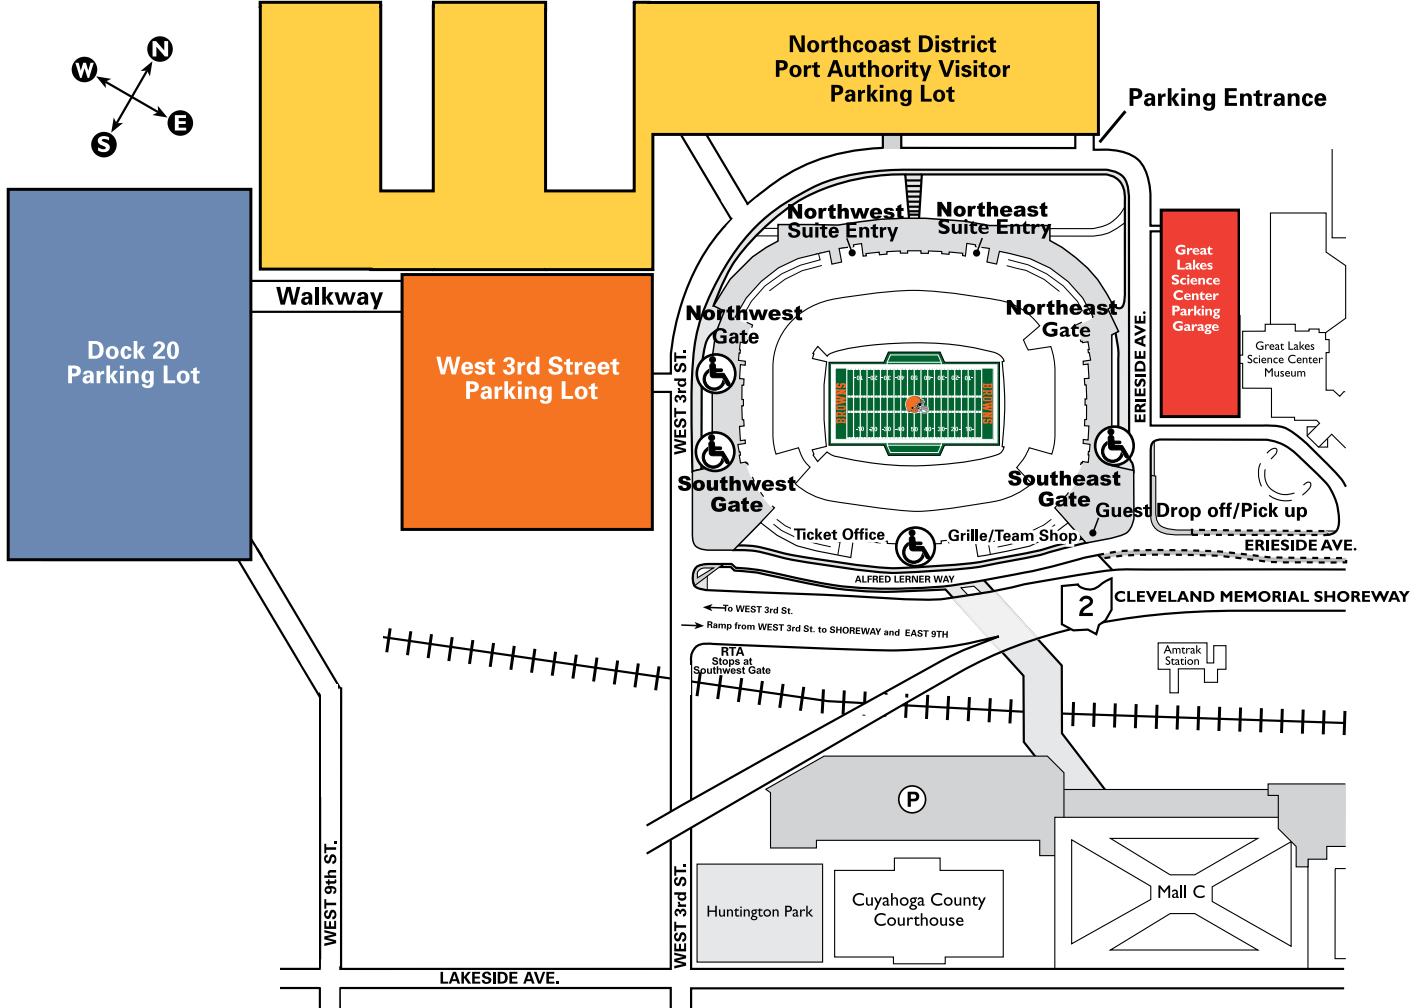 N
W
E
S
Northcoast District
Port Authority Visitor
Parking Lot
Parking Entrance
Northwest
Suite Entry
Northeast
Suite Entry
Great
Lakes
Science
Center
Parking
Garage
Walkway
Northwest
Gate
Northeast
Gate
Dock 20
Parking Lot
West 3rd Street
Parking Lot
WEST 3rd ST.
ERIESIDE AVE.
Great Lakes
Science Center
Museum
BROWNS
BROWNS
Southwest
Gate
Southeast
Gate
Guest Drop off/Pick up
Ticket Office
Grille/Team Shop
ERIESIDE AVE.
ALFRED LERNER WAY
2
CLEVELAND MEMORIAL SHOREWAY
To WEST 3rd St.
Ramp from WEST 3rd St. to SHOREWAY and EAST 9TH
RTA
Stops at
Southwest Gate
Amtrak
Station
P
WEST 9th ST.
WEST 3rd ST.
Huntington Park
Cuyahoga County
Courthouse
Mall C
LAKESIDE AVE.